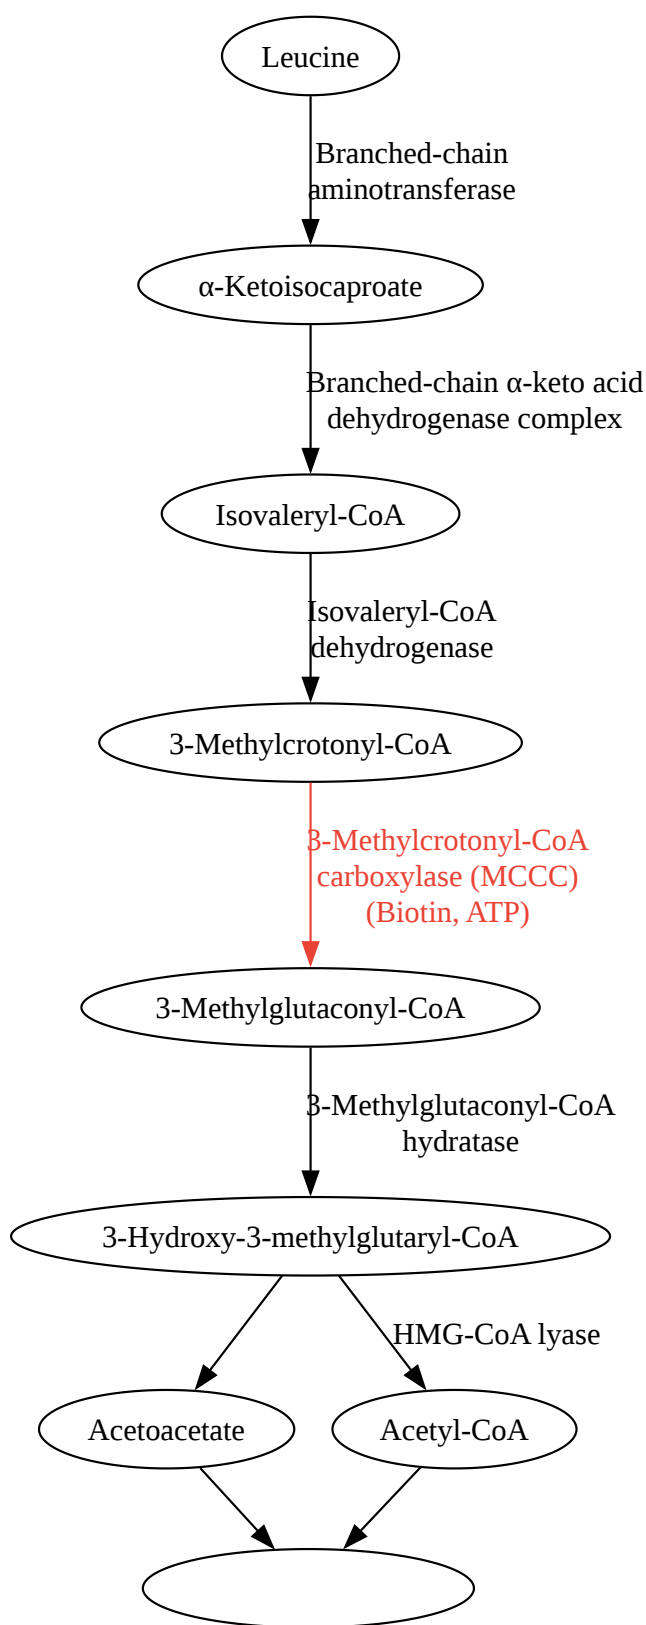 Leucine
Branched-chain
aminotransferase
α-Ketoisocaproate
Branched-chain α-keto acid
dehydrogenase complex
Isovaleryl-CoA
Isovaleryl-CoA
dehydrogenase
3-Methylcrotonyl-CoA
3-Methylcrotonyl-CoA
carboxylase (MCCC)
(Biotin, ATP)
3-Methylglutaconyl-CoA
3-Methylglutaconyl-CoA
hydratase
3-Hydroxy-3-methylglutaryl-CoA
HMG-CoA lyase
Acetoacetate
Acetyl-CoA